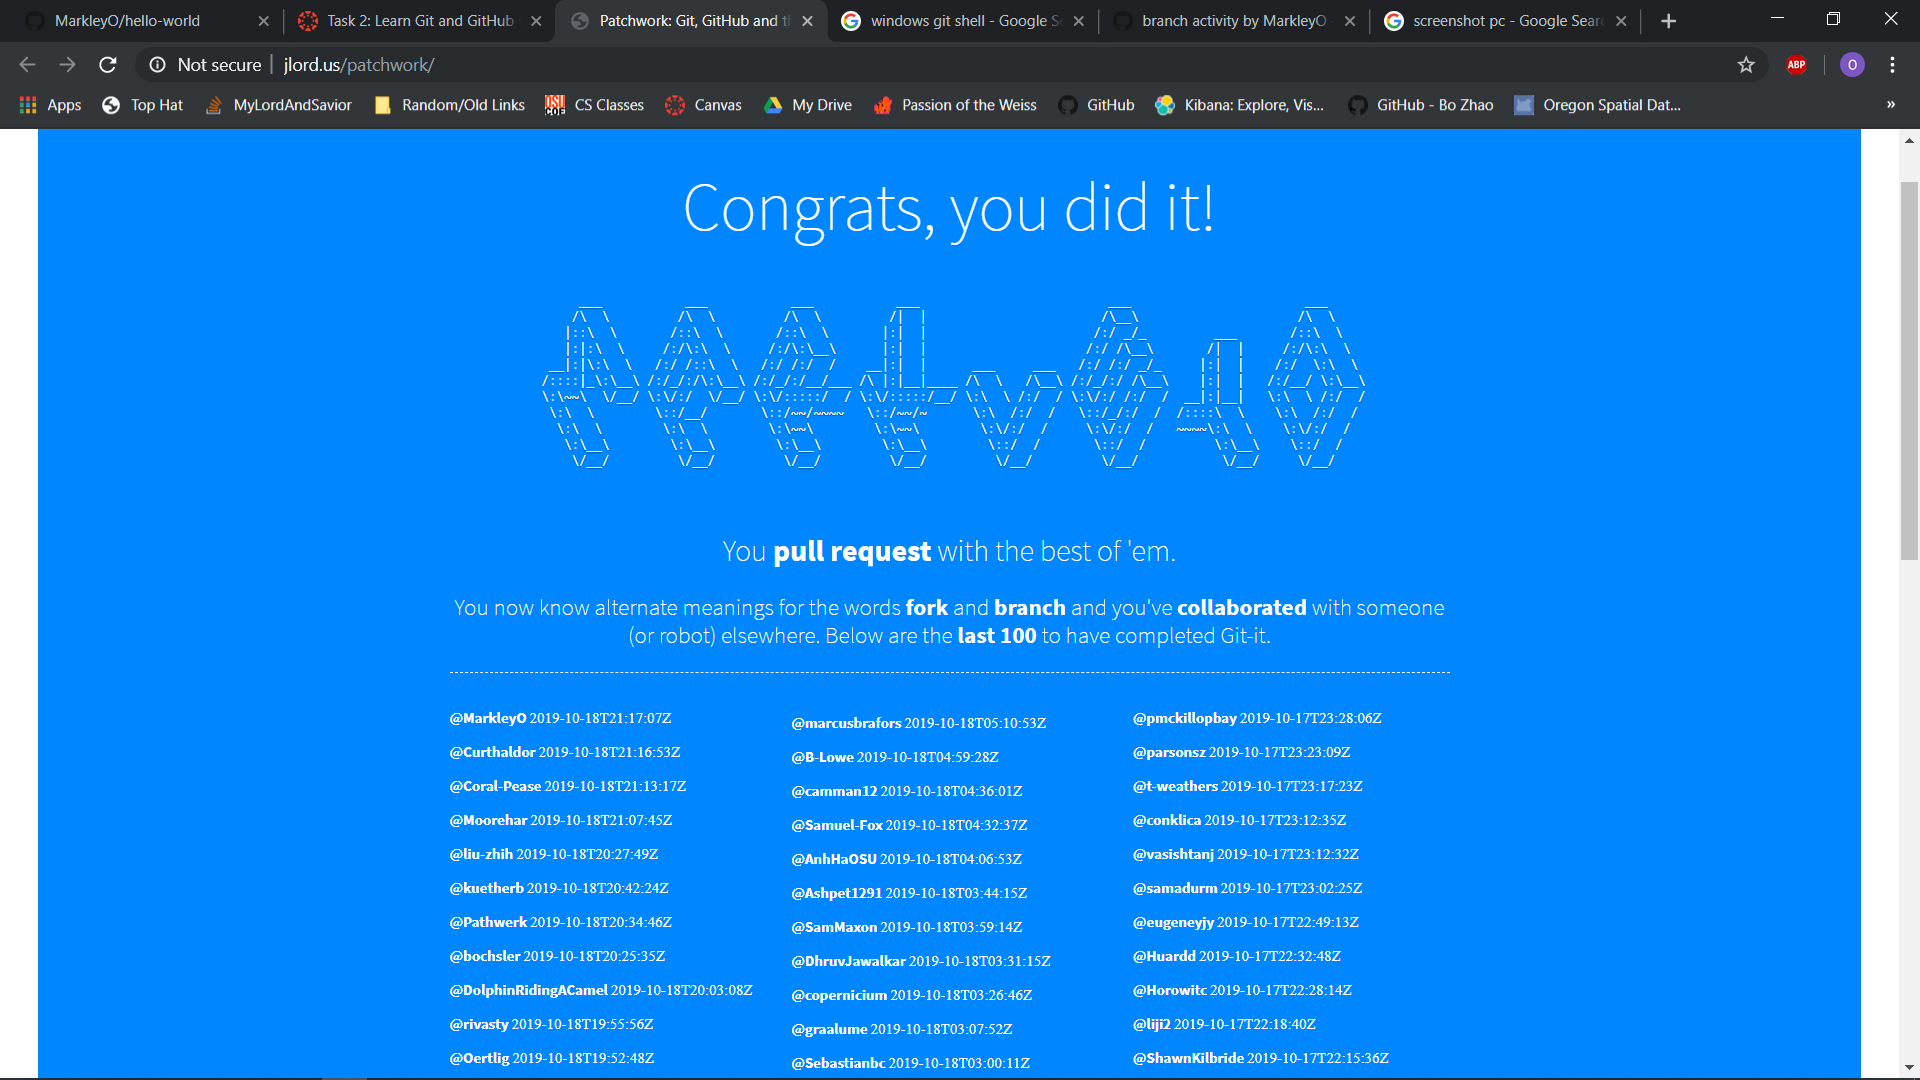 MarkleyO/hello-world
Task 2: Learn Git and GitHub
Patchwork: Git, GitHub and t
windows git shell - Google S
branch activity by MarkleyO
screenshot pc - Google Sear
Not secure | jlord.us/patchwork/
ABP
O
Apps
Top Hat
MyLordAndSavior
Random/Old Links
CS Classes
Canvas
My Drive
Passion of the Weiss
GitHub
Kibana: Explore, Vis...
GitHub - Bo Zhao
Oregon Spatial Dat...
»
Congrats, you did it!
You pull request with the best of 'em.
You now know alternate meanings for the words fork and branch and you've collaborated with someone
(or robot) elsewhere. Below are the last 100 to have completed Git-it.
@MarkleyO 2019-10-18T21:17:07Z
@Curthaldor 2019-10-18T21:16:53Z
@Coral-Pease 2019-10-18T21:13:17Z
@Moorehar 2019-10-18T21:07:45Z
@liu-zhih 2019-10-18T20:27:49Z
@kuetherb 2019-10-18T20:42:24Z
@Pathwerk 2019-10-18T20:34:46Z
@bochsler 2019-10-18T20:25:35Z
@DolphinRidingACamel 2019-10-18T20:03:08Z
@rivasty 2019-10-18T19:55:56Z
@Oertlig 2019-10-18T19:52:48Z
@marcusbrafors 2019-10-18T05:10:53Z
@B-Lowe 2019-10-18T04:59:28Z
@camman12 2019-10-18T04:36:01Z
@Samuel-Fox 2019-10-18T04:32:37Z
@AnhHaOSU 2019-10-18T04:06:53Z
@Ashpet1291 2019-10-18T03:44:15Z
@SamMaxon 2019-10-18T03:59:14Z
@DhruvJawalkar 2019-10-18T03:31:15Z
@copernicium 2019-10-18T03:26:46Z
@graalume 2019-10-18T03:07:52Z
@Sebastianbc 2019-10-18T03:00:11Z
@pmckillopbay 2019-10-17T23:28:06Z
@parsonsz 2019-10-17T23:23:09Z
@t-weathers 2019-10-17T23:17:23Z
@conklica 2019-10-17T23:12:35Z
@vasishtanj 2019-10-17T23:12:32Z
@samadurm 2019-10-17T23:02:25Z
@eugeneyjy 2019-10-17T22:49:13Z
@Huardd 2019-10-17T22:32:48Z
@Horowitc 2019-10-17T22:28:14Z
@liji2 2019-10-17T22:18:40Z
@ShawnKilbride 2019-10-17T22:15:36Z